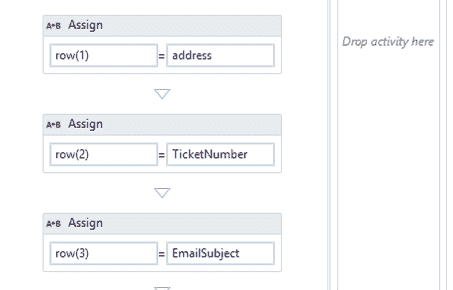 A+B Assign
row(1) = address
Drop activity here
A+B Assign
row(2) = TicketNumber
A+B Assign
row(3) = EmailSubject